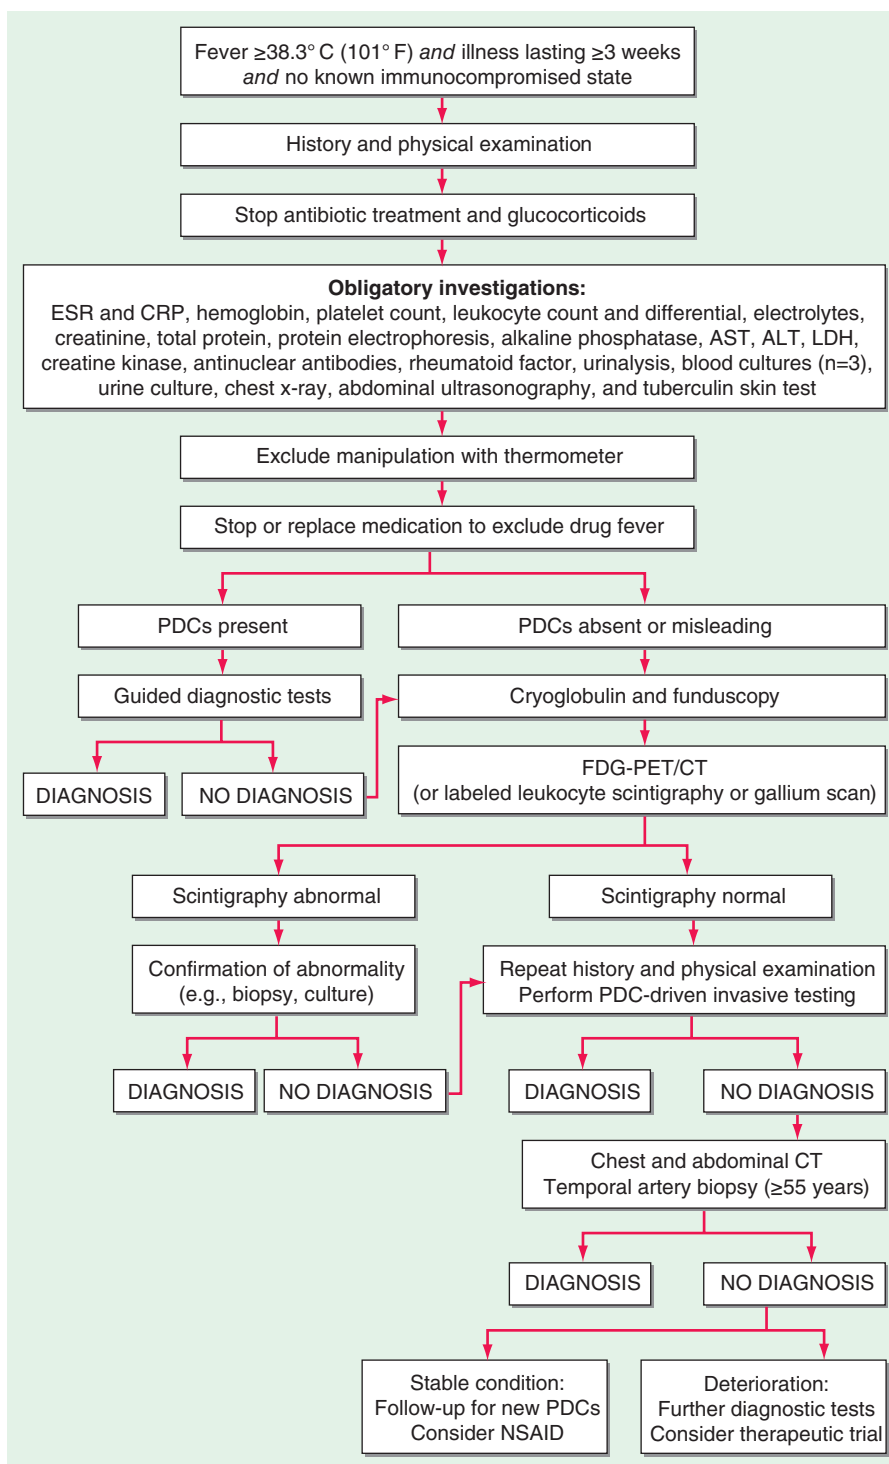 Fever ≥38.3° C (101° F) and illness lasting ≥3 weeks
and no known immunocompromised state
History and physical examination
Stop antibiotic treatment and glucocorticoids
Obligatory investigations:
ESR and CRP, hemoglobin, platelet count, leukocyte count and differential, electrolytes,
creatinine, total protein, protein electrophoresis, alkaline phosphatase, AST, ALT, LDH,
creatine kinase, antinuclear antibodies, rheumatoid factor, urinalysis, blood cultures (n=3),
urine culture, chest x-ray, abdominal ultrasonography, and tuberculin skin test
Exclude manipulation with thermometer
Stop or replace medication to exclude drug fever
PDCs present
PDCs absent or misleading
Guided diagnostic tests
Cryoglobulin and funduscopy
DIAGNOSIS
NO DIAGNOSIS
FDG-PET/CT
(or labeled leukocyte scintigraphy or gallium scan)
Scintigraphy abnormal
Scintigraphy normal
Confirmation of abnormality
(e.g., biopsy, culture)
Repeat history and physical examination
Perform PDC-driven invasive testing
DIAGNOSIS
NO DIAGNOSIS
DIAGNOSIS
NO DIAGNOSIS
Chest and abdominal CT
Temporal artery biopsy (≥55 years)
DIAGNOSIS
NO DIAGNOSIS
Stable condition:
Follow-up for new PDCs
Consider NSAID
Deterioration:
Further diagnostic tests
Consider therapeutic trial